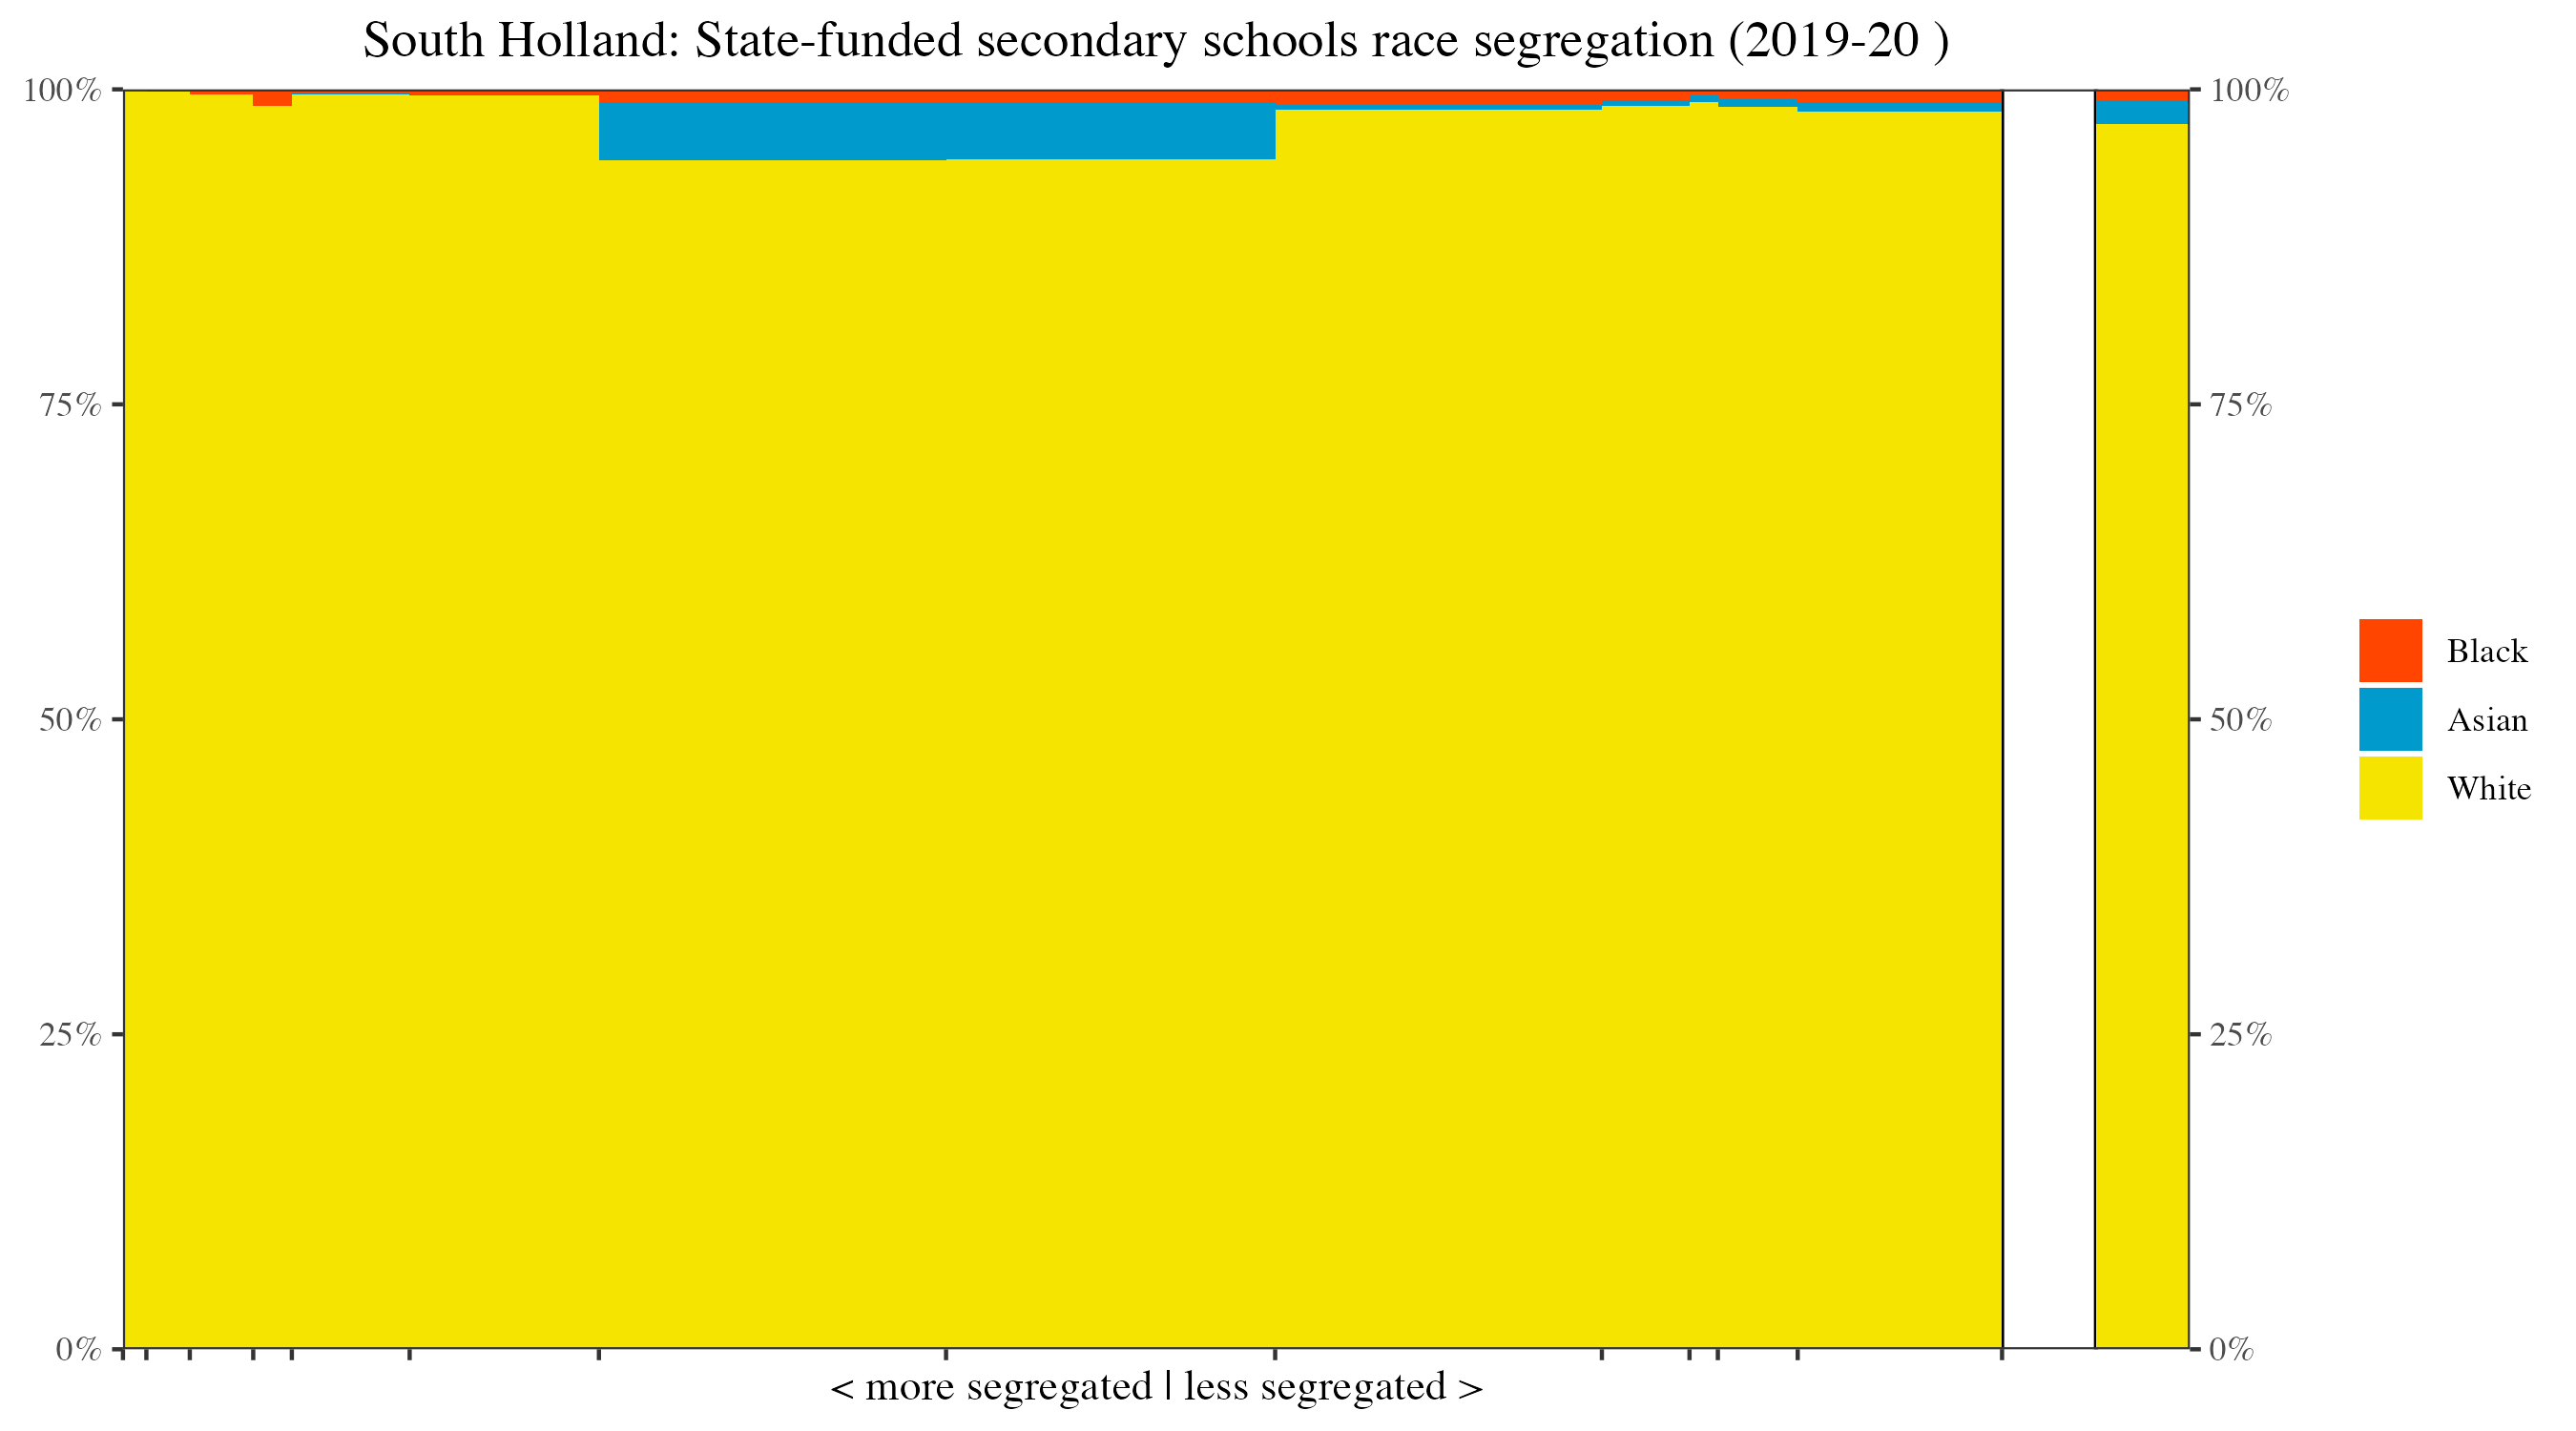 South Holland: State-funded secondary schools race segregation (2019-20 )
100%
75%
50%
25%
0%
100%
75%
50%
25%
0%
Black
Asian
White
< more segregated | less segregated >